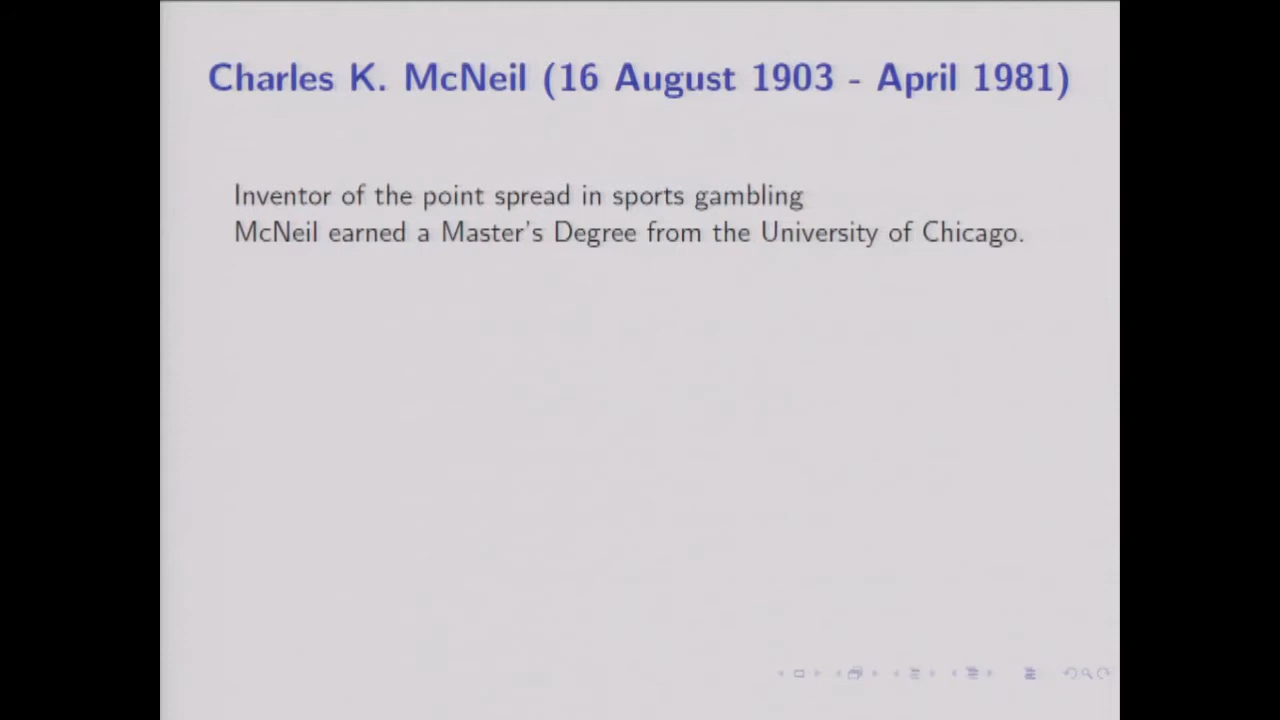 Charles K. McNeil (16 August 1903 - April 1981)
Inventor of the point spread in sports gambling
McNeil earned a Master's Degree from the University of Chicago.